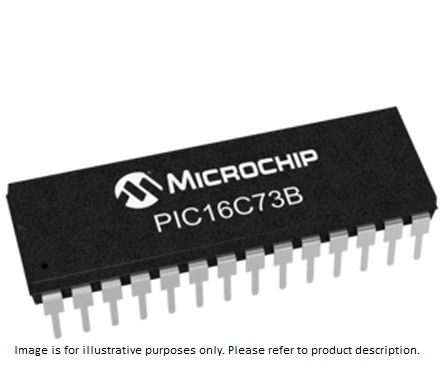 MICROCHIP
PIC16C73B
Image is for illustrative purposes only. Please refer to product description.